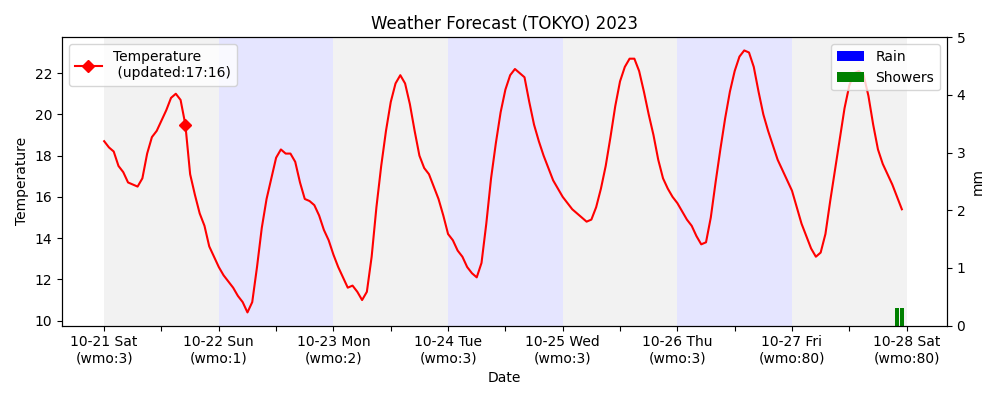 Weather Forecast (TOKYO) 2023
Temperature
(updated:17:16)
Rain
Showers
Temperature
22
20
18
16
14
12
10
5
4
3
2
1
0
mm
10-21 Sat
(wmo:3)
10-22 Sun
(wmo:1)
10-23 Mon
(wmo:2)
10-24 Tue
(wmo:3)
10-25 Wed
(wmo:3)
10-26 Thu
(wmo:3)
10-27 Fri
(wmo:80)
10-28 Sat
(wmo:80)
Date